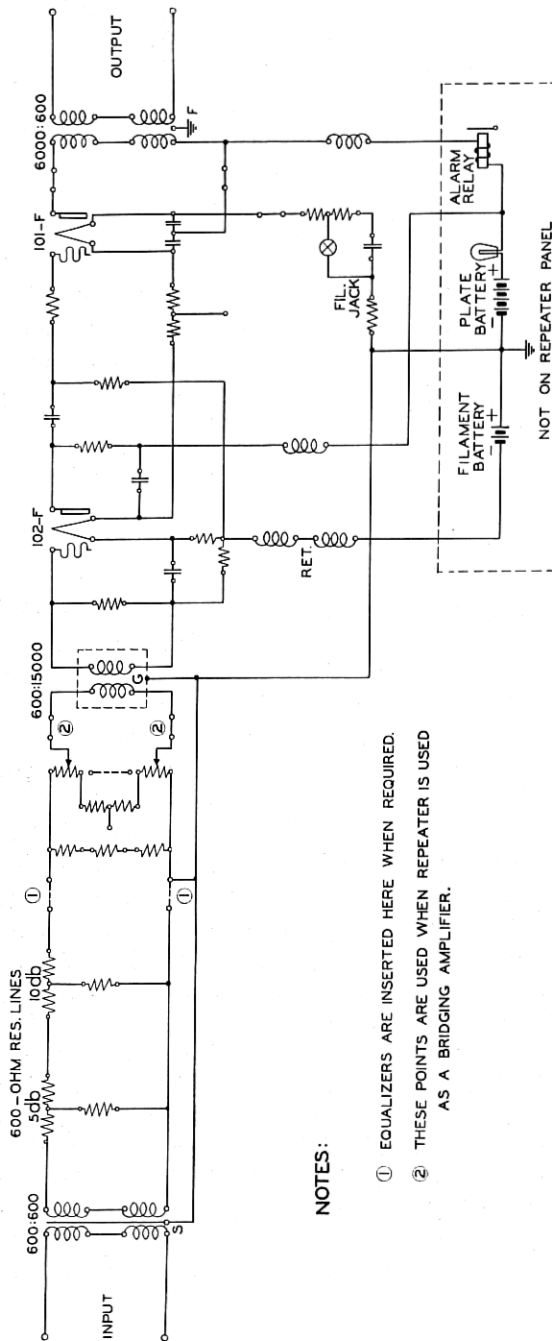 INPUT
600:600
S
600-OHM RES. LINES
5db
10db
①
①
②
②
600:15000
G
102-F
RET.
101-F
FIL.
JACK
6000:600
F
OUTPUT
FILAMENT
BATTERY
- +
PLATE
BATTERY
- +
ALARM
RELAY
NOT ON REPEATER PANEL
NOTES:
① EQUALIZERS ARE INSERTED HERE WHEN REQUIRED.
② THESE POINTS ARE USED WHEN REPEATER IS USED
AS A BRIDGING AMPLIFIER.